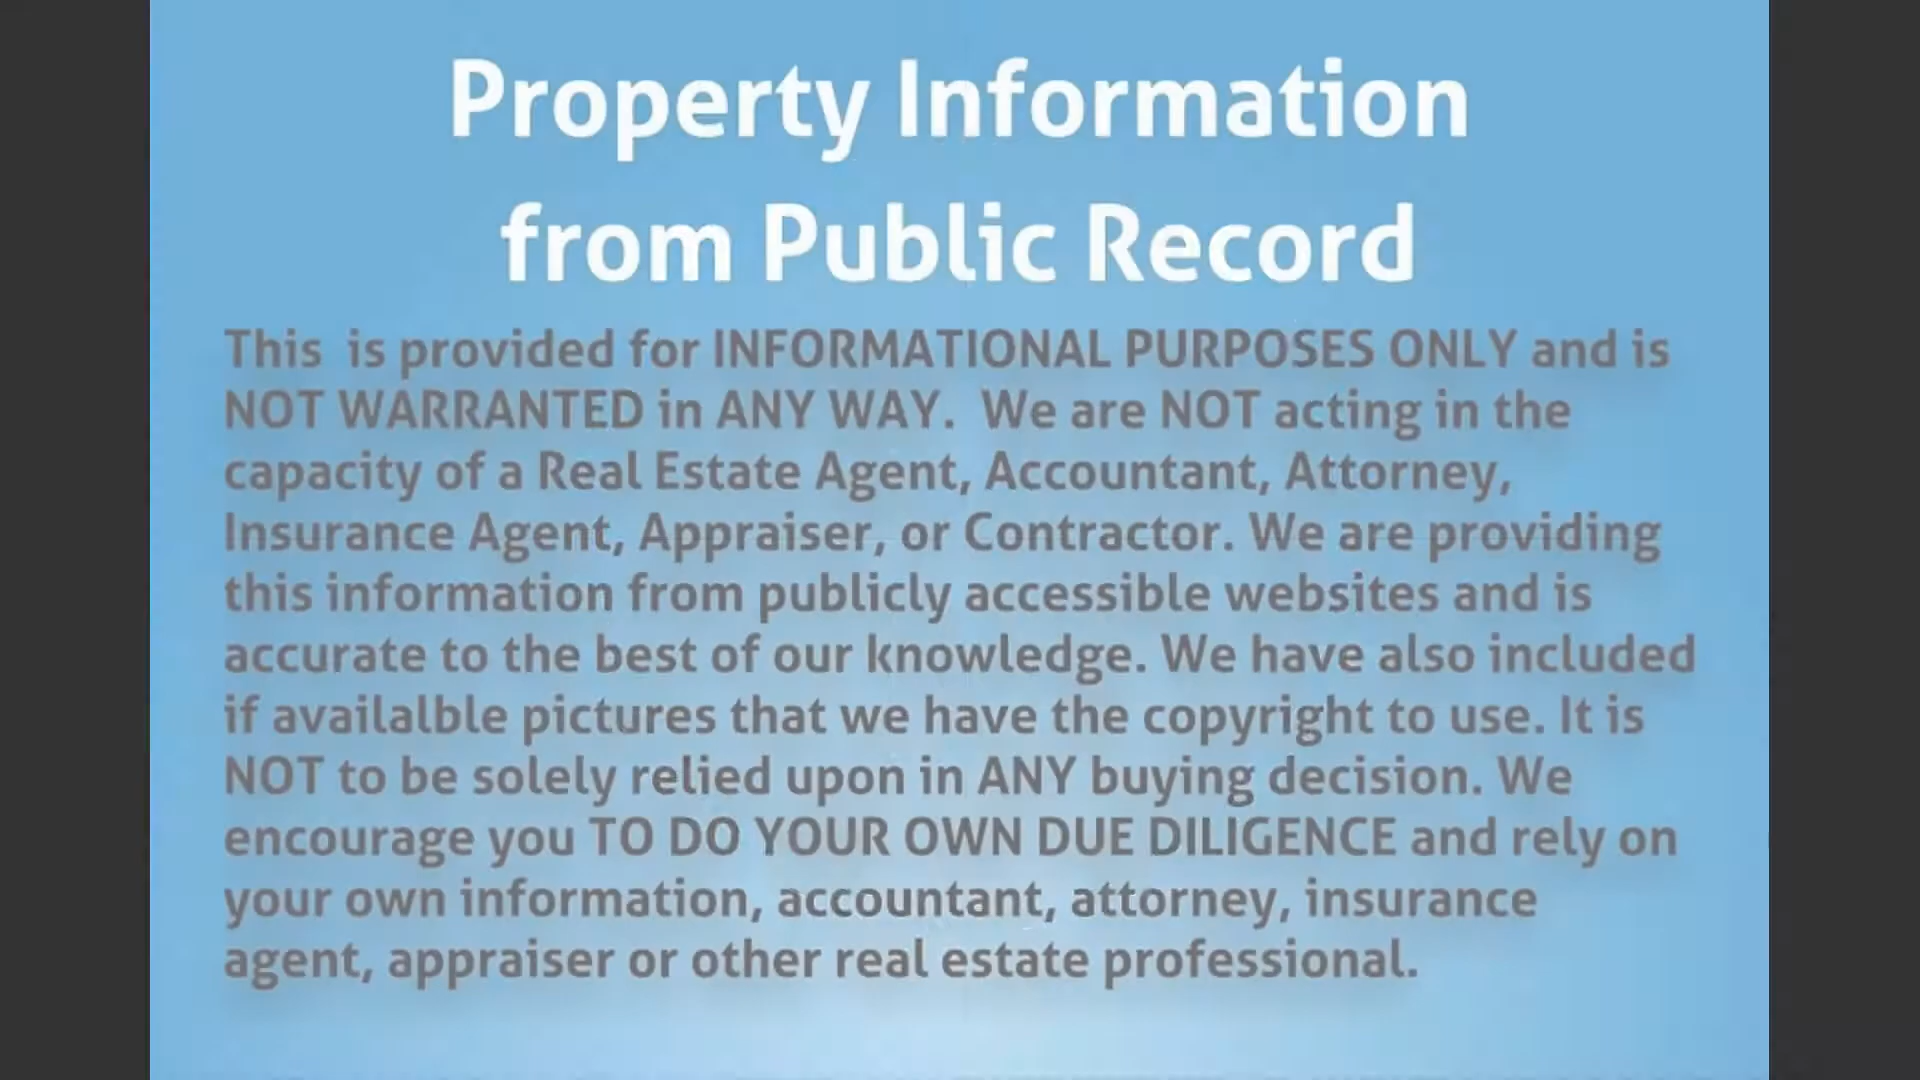 Property Information
from Public Record
This  is provided for INFORMATIONAL PURPOSES ONLY and is
NOT WARRANTED in ANY WAY.  We are NOT acting in the
capacity of a Real Estate Agent, Accountant, Attorney,
Insurance Agent, Appraiser, or Contractor. We are providing
this information from publicly accessible websites and is
accurate to the best of our knowledge. We have also included
if availalble pictures that we have the copyright to use. It is
NOT to be solely relied upon in ANY buying decision. We
encourage you TO DO YOUR OWN DUE DILIGENCE and rely on
your own information, accountant, attorney, insurance
agent, appraiser or other real estate professional.